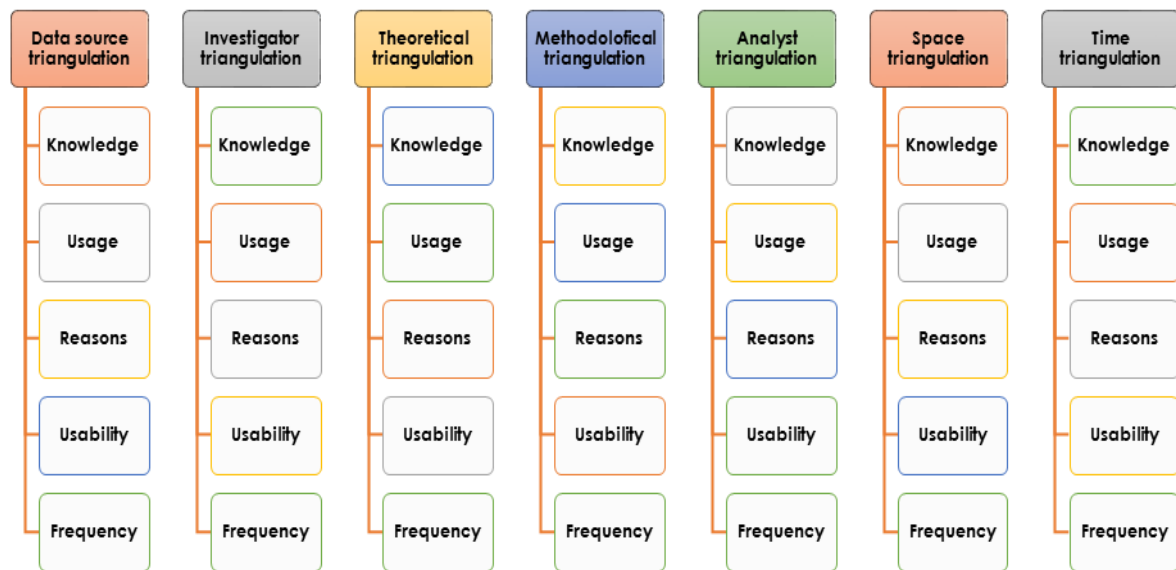 Data source
triangulation
Investigator
triangulation
Theoretical
triangulation
Methodolofical
triangulation
Analyst
triangulation
Space
triangulation
Time
triangulation
Knowledge
Knowledge
Knowledge
Knowledge
Knowledge
Knowledge
Knowledge
Usage
Usage
Usage
Usage
Usage
Usage
Usage
Reasons
Reasons
Reasons
Reasons
Reasons
Reasons
Reasons
Usability
Usability
Usability
Usability
Usability
Usability
Usability
Frequency
Frequency
Frequency
Frequency
Frequency
Frequency
Frequency